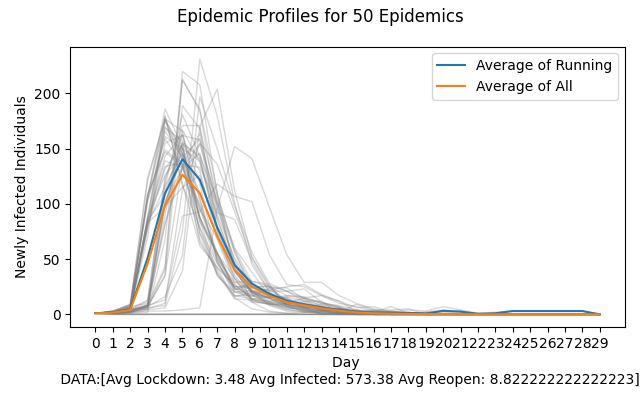 Epidemic Profiles for 50 Epidemics
Average of Running
Average of All
Newly Infected Individuals
200
150
100
50
0
0 1 2 3 4 5 6 7 8 9 10 11 12 13 14 15 16 17 18 19 20 21 22 23 24 25 26 27 28 29
Day
DATA:[Avg Lockdown: 3.48 Avg Infected: 573.38 Avg Reopen: 8.822222222222223]